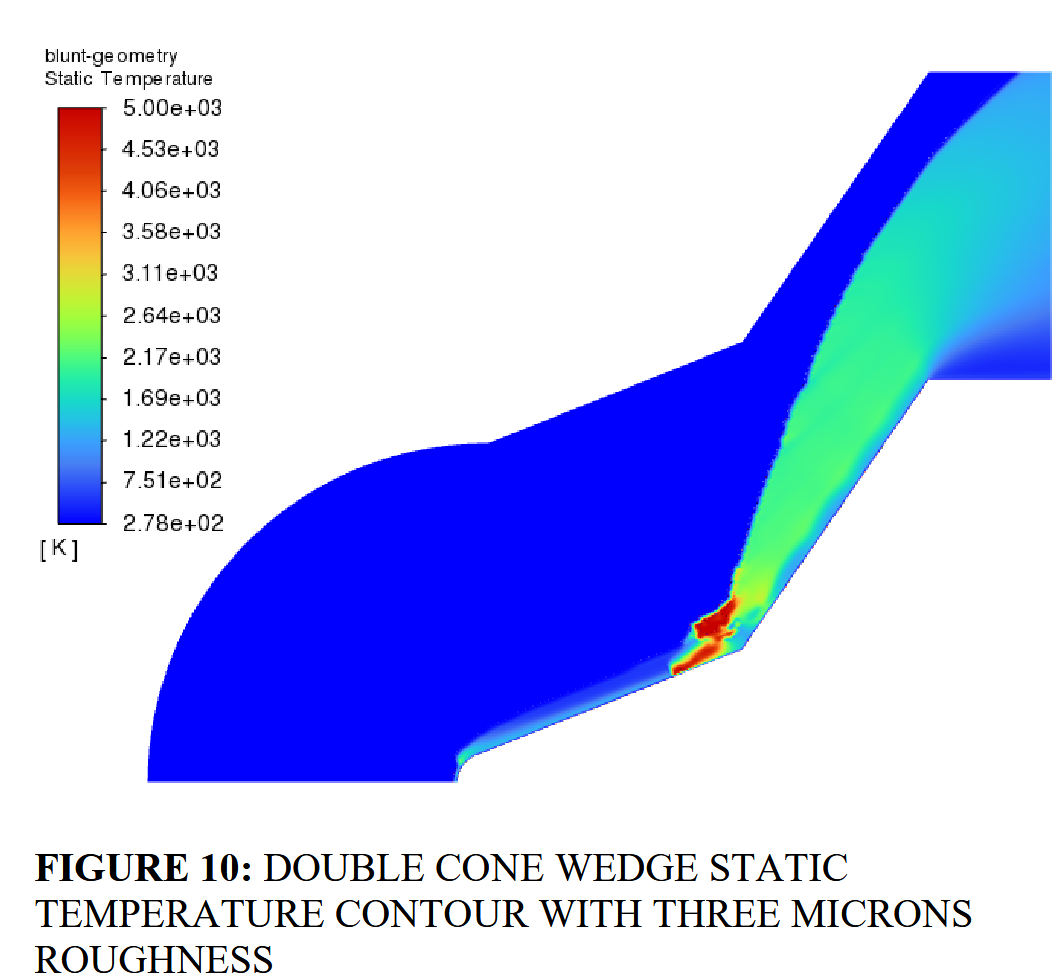 blunt-geometry
Static Temperature
5.00e+03
4.53e+03
4.06e+03
3.58e+03
3.11e+03
2.64e+03
2.17e+03
1.69e+03
1.22e+03
7.51e+02
2.78e+02
[ K ]
FIGURE 10: DOUBLE CONE WEDGE STATIC
TEMPERATURE CONTOUR WITH THREE MICRONS
ROUGHNESS